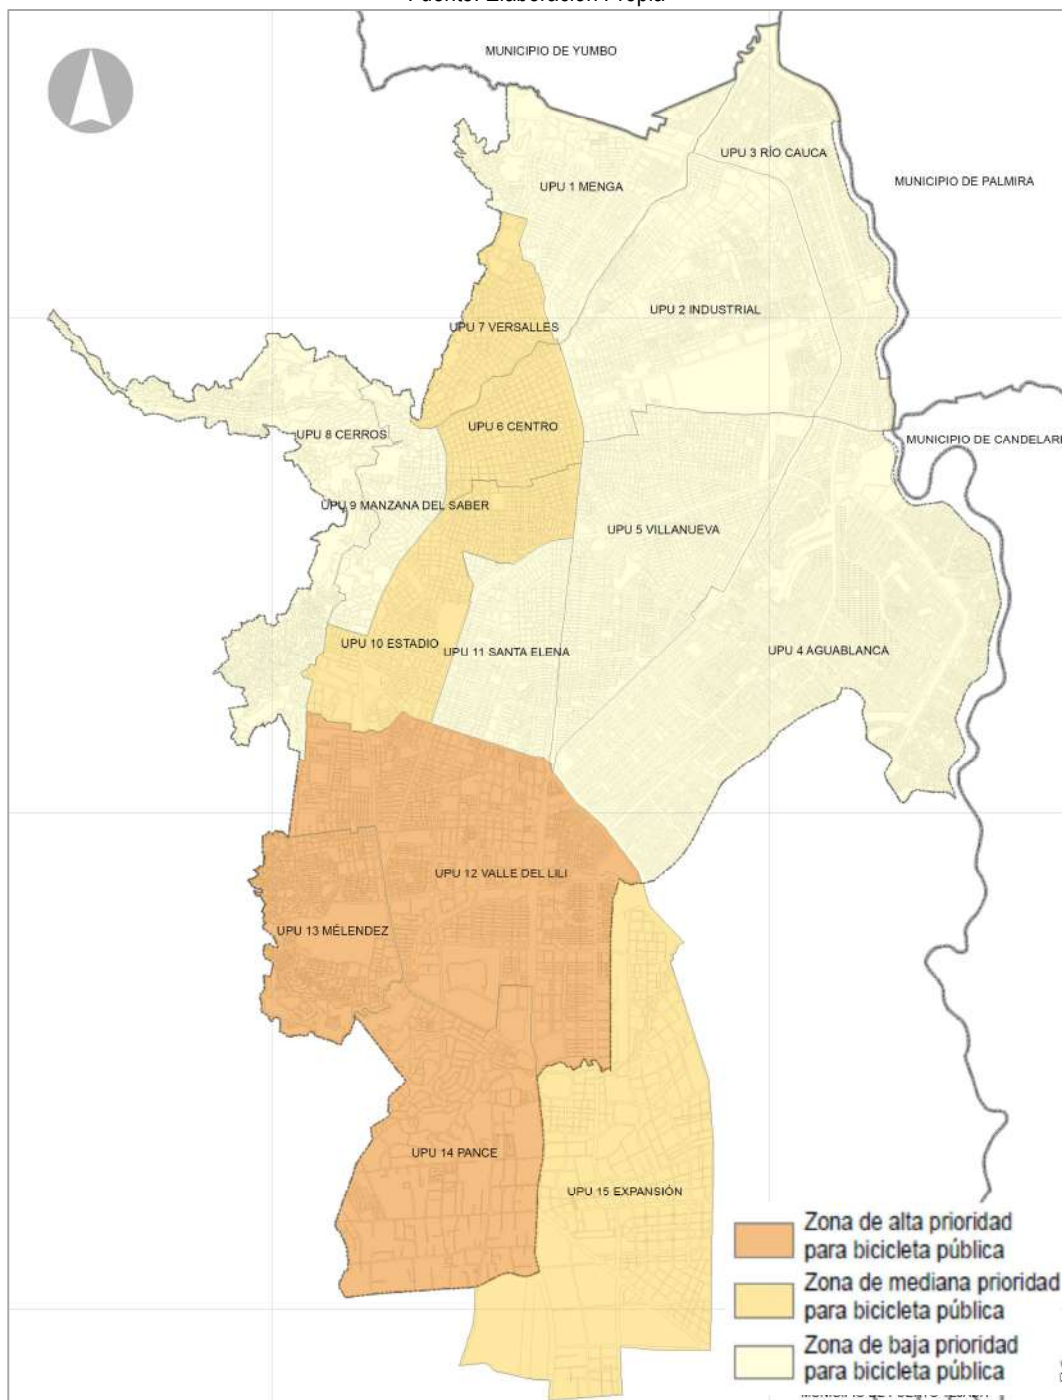 Fuente: Elaboración Propia
MUNICIPIO DE YUMBO
UPU 3 RÍO CAUCA
MUNICIPIO DE PALMIRA
UPU 1 MENGA
UPU 2 INDUSTRIAL
UPU 7 VERSALLES
UPU 6 CENTRO
UPU 8 CERROS
MUNICIPIO DE CANDELARI
UPU 9 MANZANA DEL SABER
UPU 5 VILLANUEVA
UPU 10 ESTADIO
UPU 11 SANTA ELENA
UPU 4 AGUABLANCA
UPU 12 VALLE DEL LILI
UPU 13 MÉLENDEZ
UPU 14 PANCE
UPU 15 EXPANSIÓN
Zona de alta prioridad
para bicicleta pública
Zona de mediana prioridad
para bicicleta pública
Zona de baja prioridad
para bicicleta pública